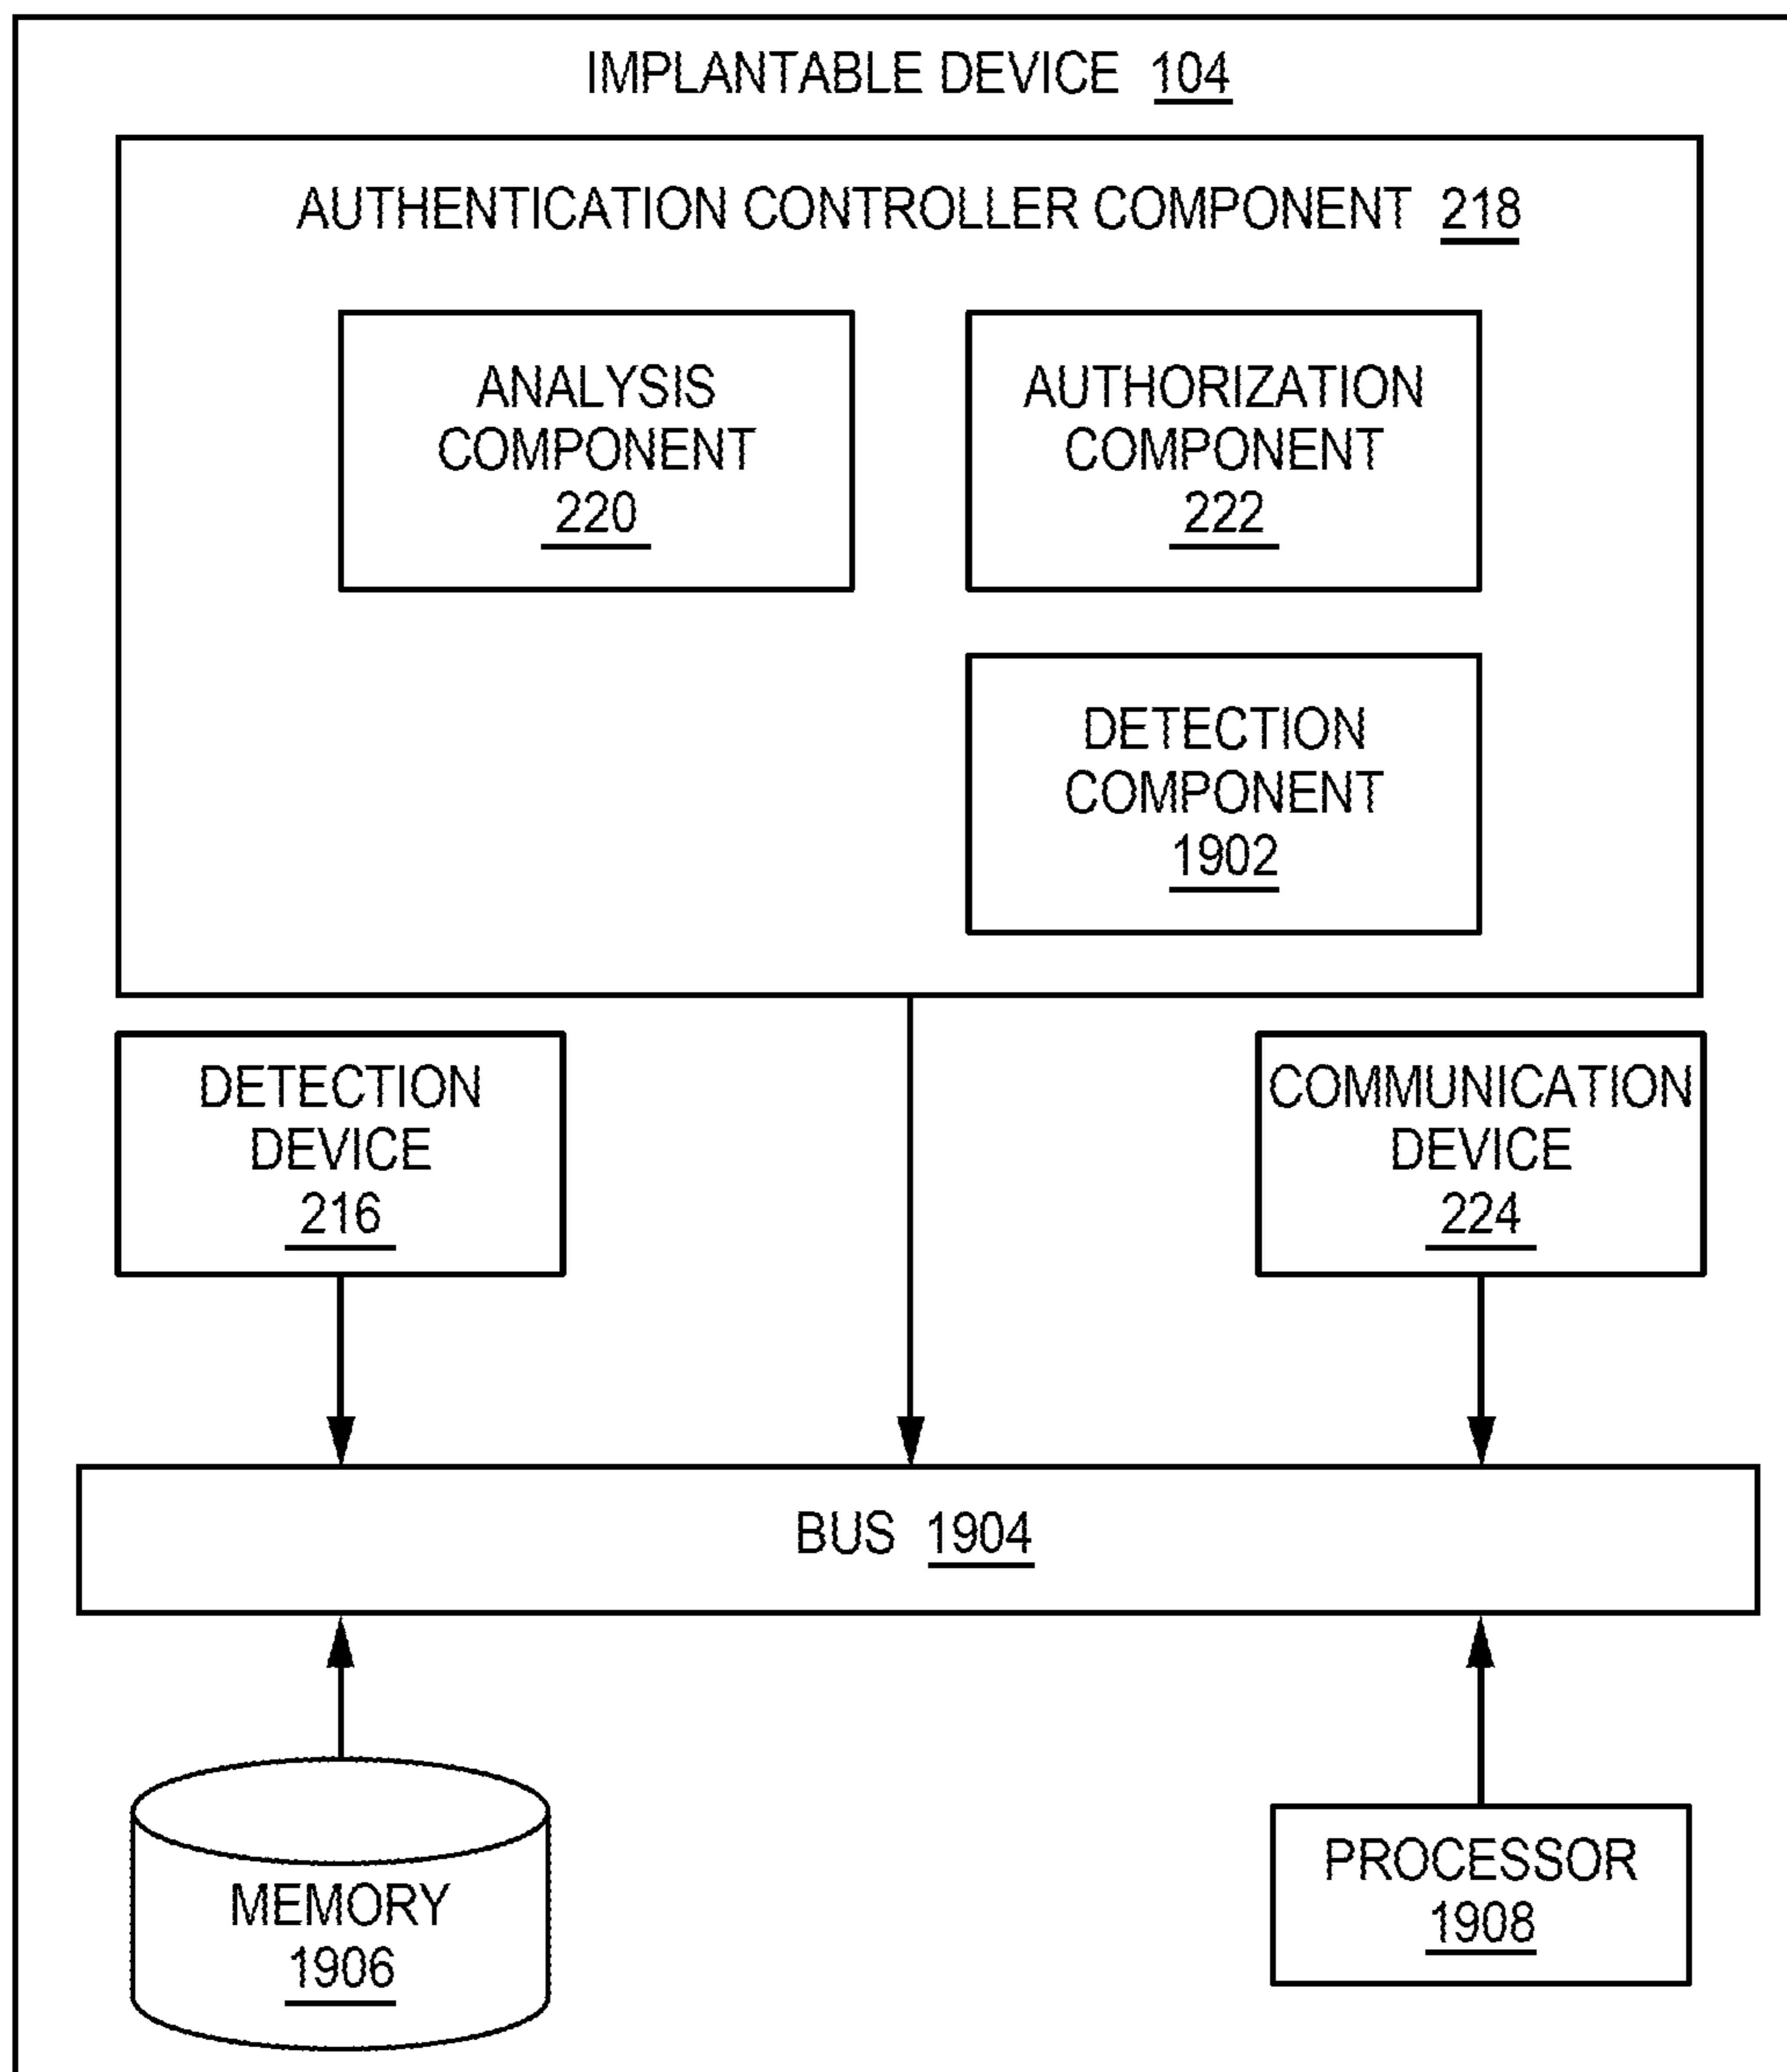 IMPLANTABLE DEVICE 104
AUTHENTICATION CONTROLLER COMPONENT 218
ANALYSIS
COMPONENT
220
AUTHORIZATION
COMPONENT
222
DETECTION
COMPONENT
1902
DETECTION
DEVICE
216
COMMUNICATION
DEVICE
224
BUS 1904
MEMORY
1906
PROCESSOR
1908